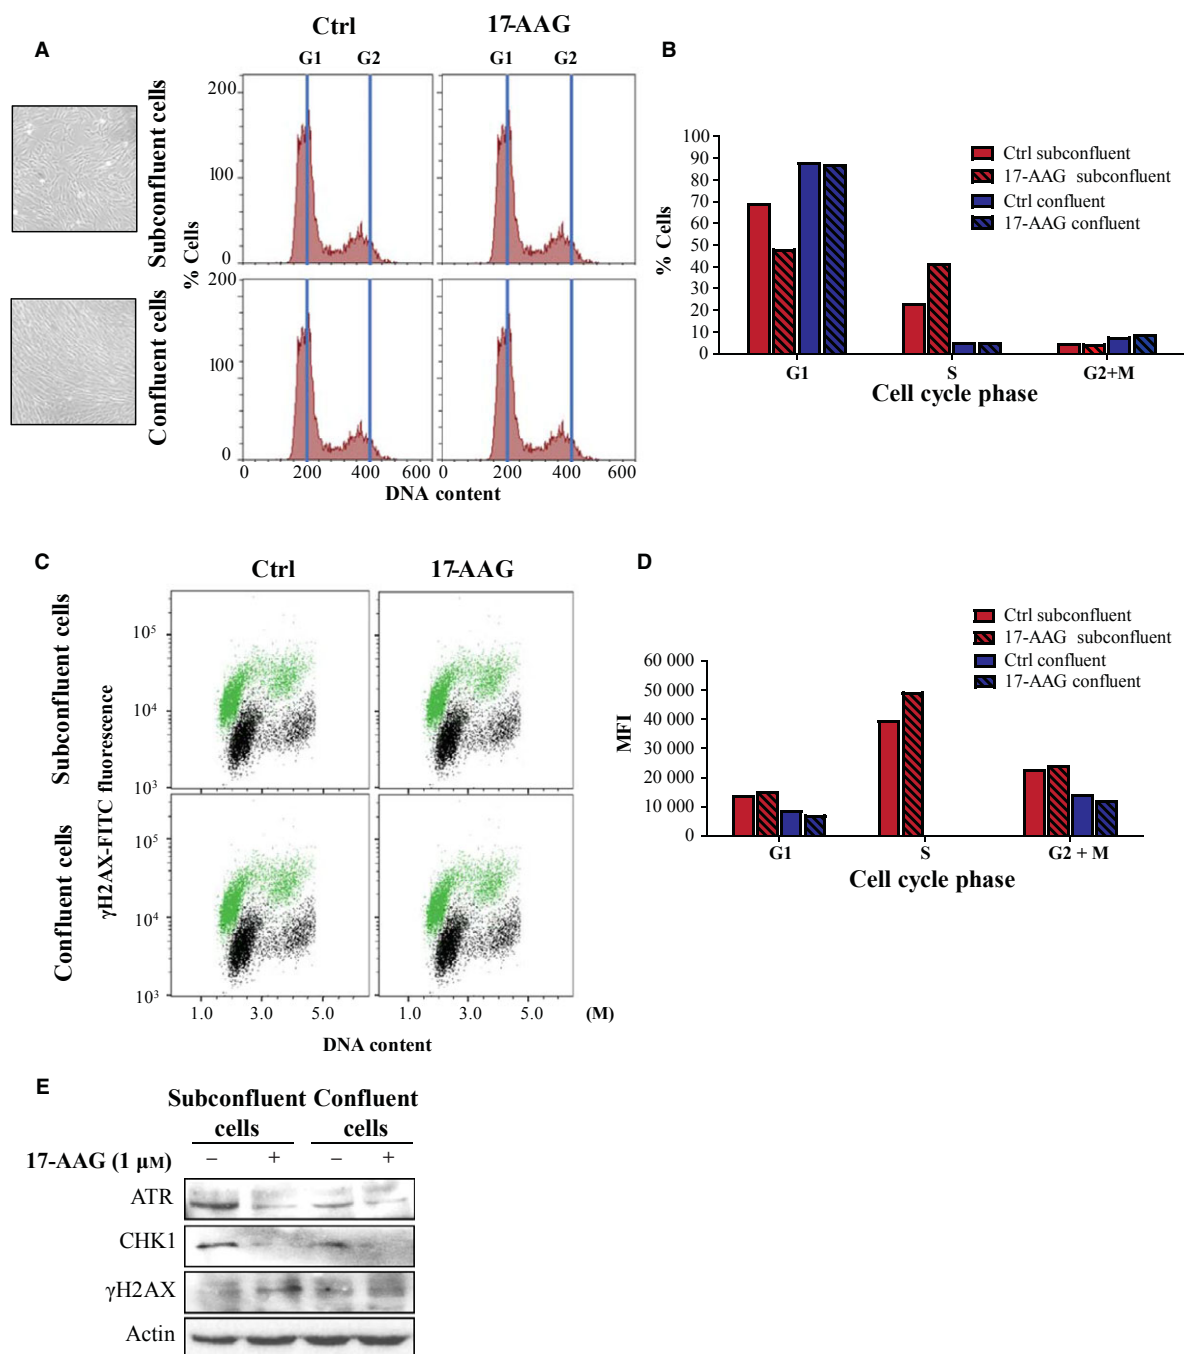 A
Ctrl
17-AAG
G1 G2 G1 G2
Subconfluent cells
Confluent cells
% Cells
200
100
0
200
100
0
0 200 400 600 0 200 400 600
DNA content
B
% Cells
100
90
80
70
60
50
40
30
20
10
0
Ctrl subconfluent
17-AAG subconfluent
Ctrl confluent
17-AAG confluent
G1 S G2+M
Cell cycle phase
C
Ctrl 17-AAG
Subconfluent cells
Confluent cells
γH2AX-FITC fluorescence
10⁵
10⁴
10³
10⁵
10⁴
10³
1.0 3.0 5.0 1.0 3.0 5.0 (M)
DNA content
D
Ctrl subconfluent
17-AAG subconfluent
Ctrl confluent
17-AAG confluent
MFI
60 000
50 000
40 000
30 000
20 000
10 000
0
G1 S G2 + M
Cell cycle phase
E
Subconfluent cells
Confluent cells
17-AAG (1 μM) – + – +
ATR
CHK1
γH2AX
Actin